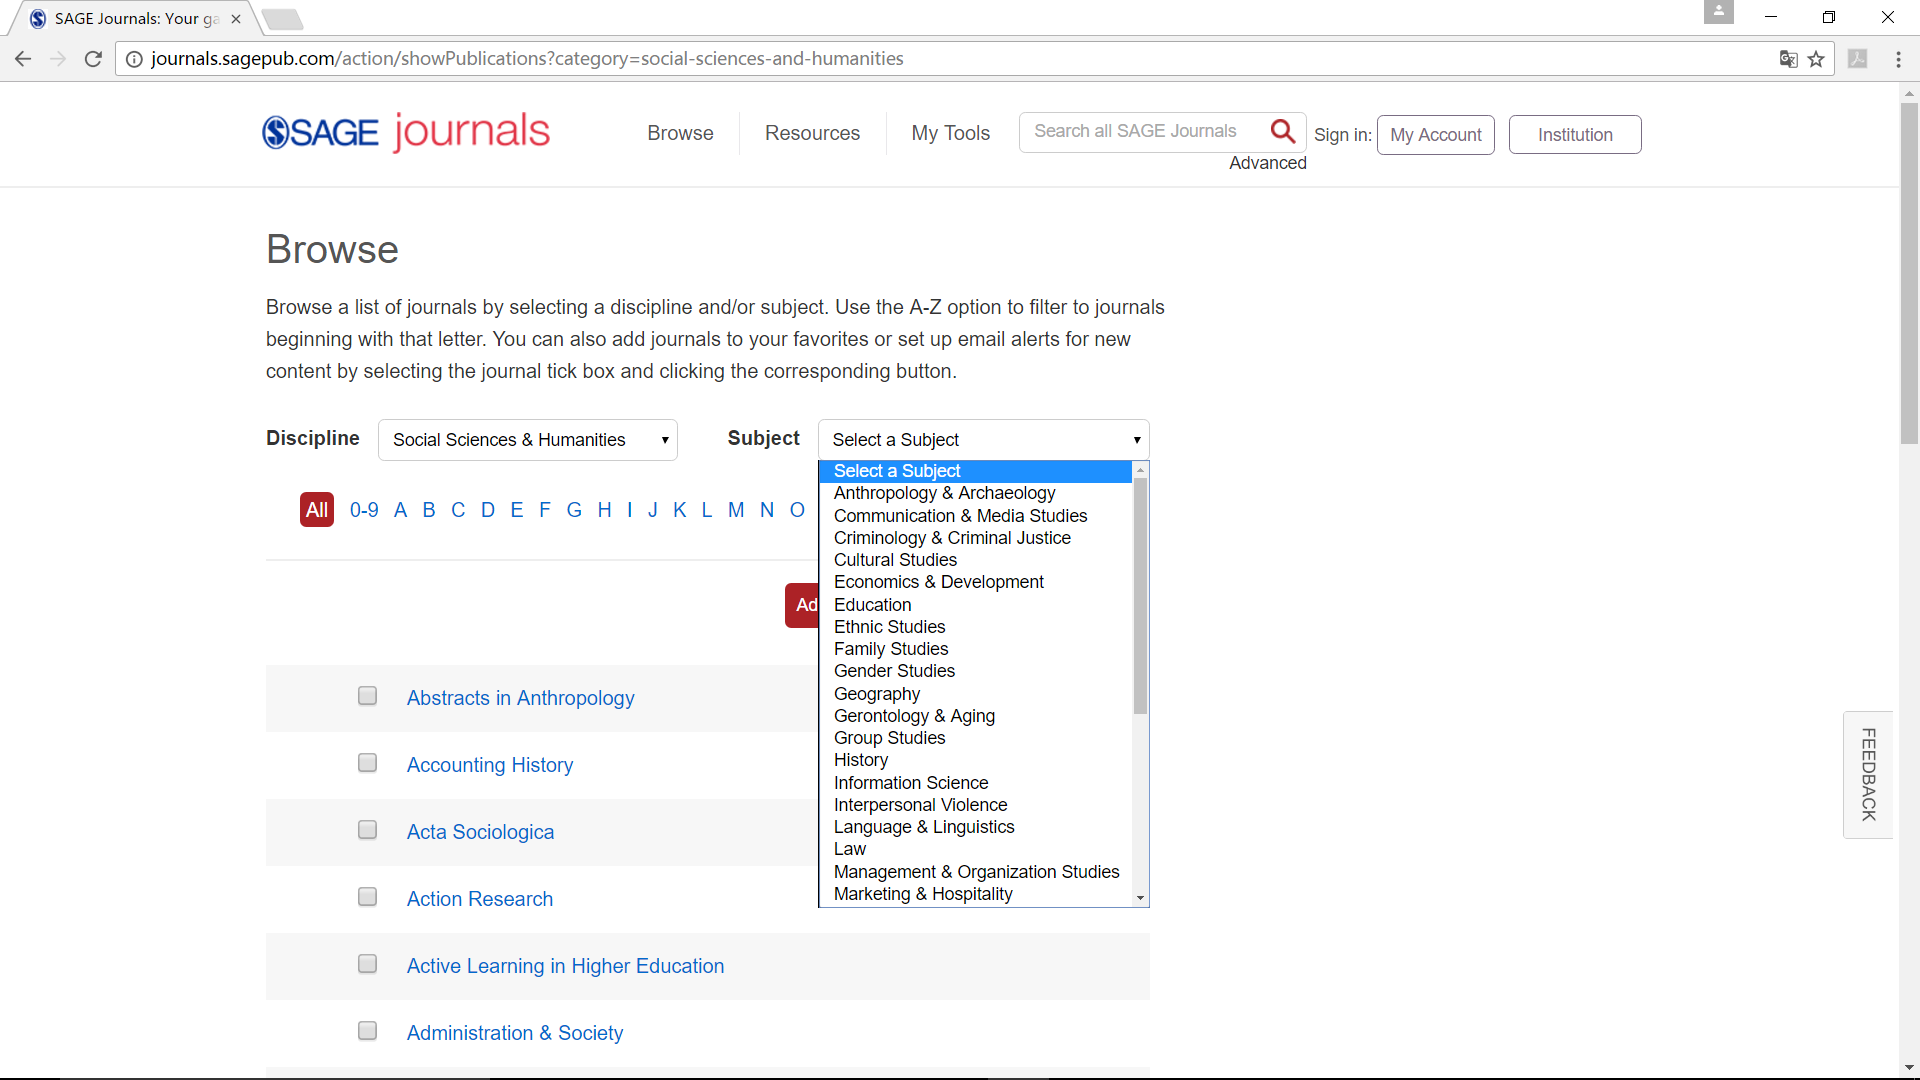 SAGE Journals: Your ga
journals.sagepub.com/action/showPublications?category=social-sciences-and-humanities
SAGE journals
Browse
Resources
My Tools
Search all SAGE Journals
Advanced
Sign in:
My Account
Institution
Browse
Browse a list of journals by selecting a discipline and/or subject. Use the A-Z option to filter to journals
beginning with that letter. You can also add journals to your favorites or set up email alerts for new
content by selecting the journal tick box and clicking the corresponding button.
Discipline
Social Sciences & Humanities
Subject
Select a Subject
All 0-9 A B C D E F G H I J K L M N O
Select a Subject
Anthropology & Archaeology
Communication & Media Studies
Criminology & Criminal Justice
Cultural Studies
Economics & Development
Education
Ethnic Studies
Family Studies
Gender Studies
Geography
Gerontology & Aging
Group Studies
History
Information Science
Interpersonal Violence
Language & Linguistics
Law
Management & Organization Studies
Marketing & Hospitality
Ad
Abstracts in Anthropology
Accounting History
Acta Sociologica
Action Research
Active Learning in Higher Education
Administration & Society
FEEDBACK